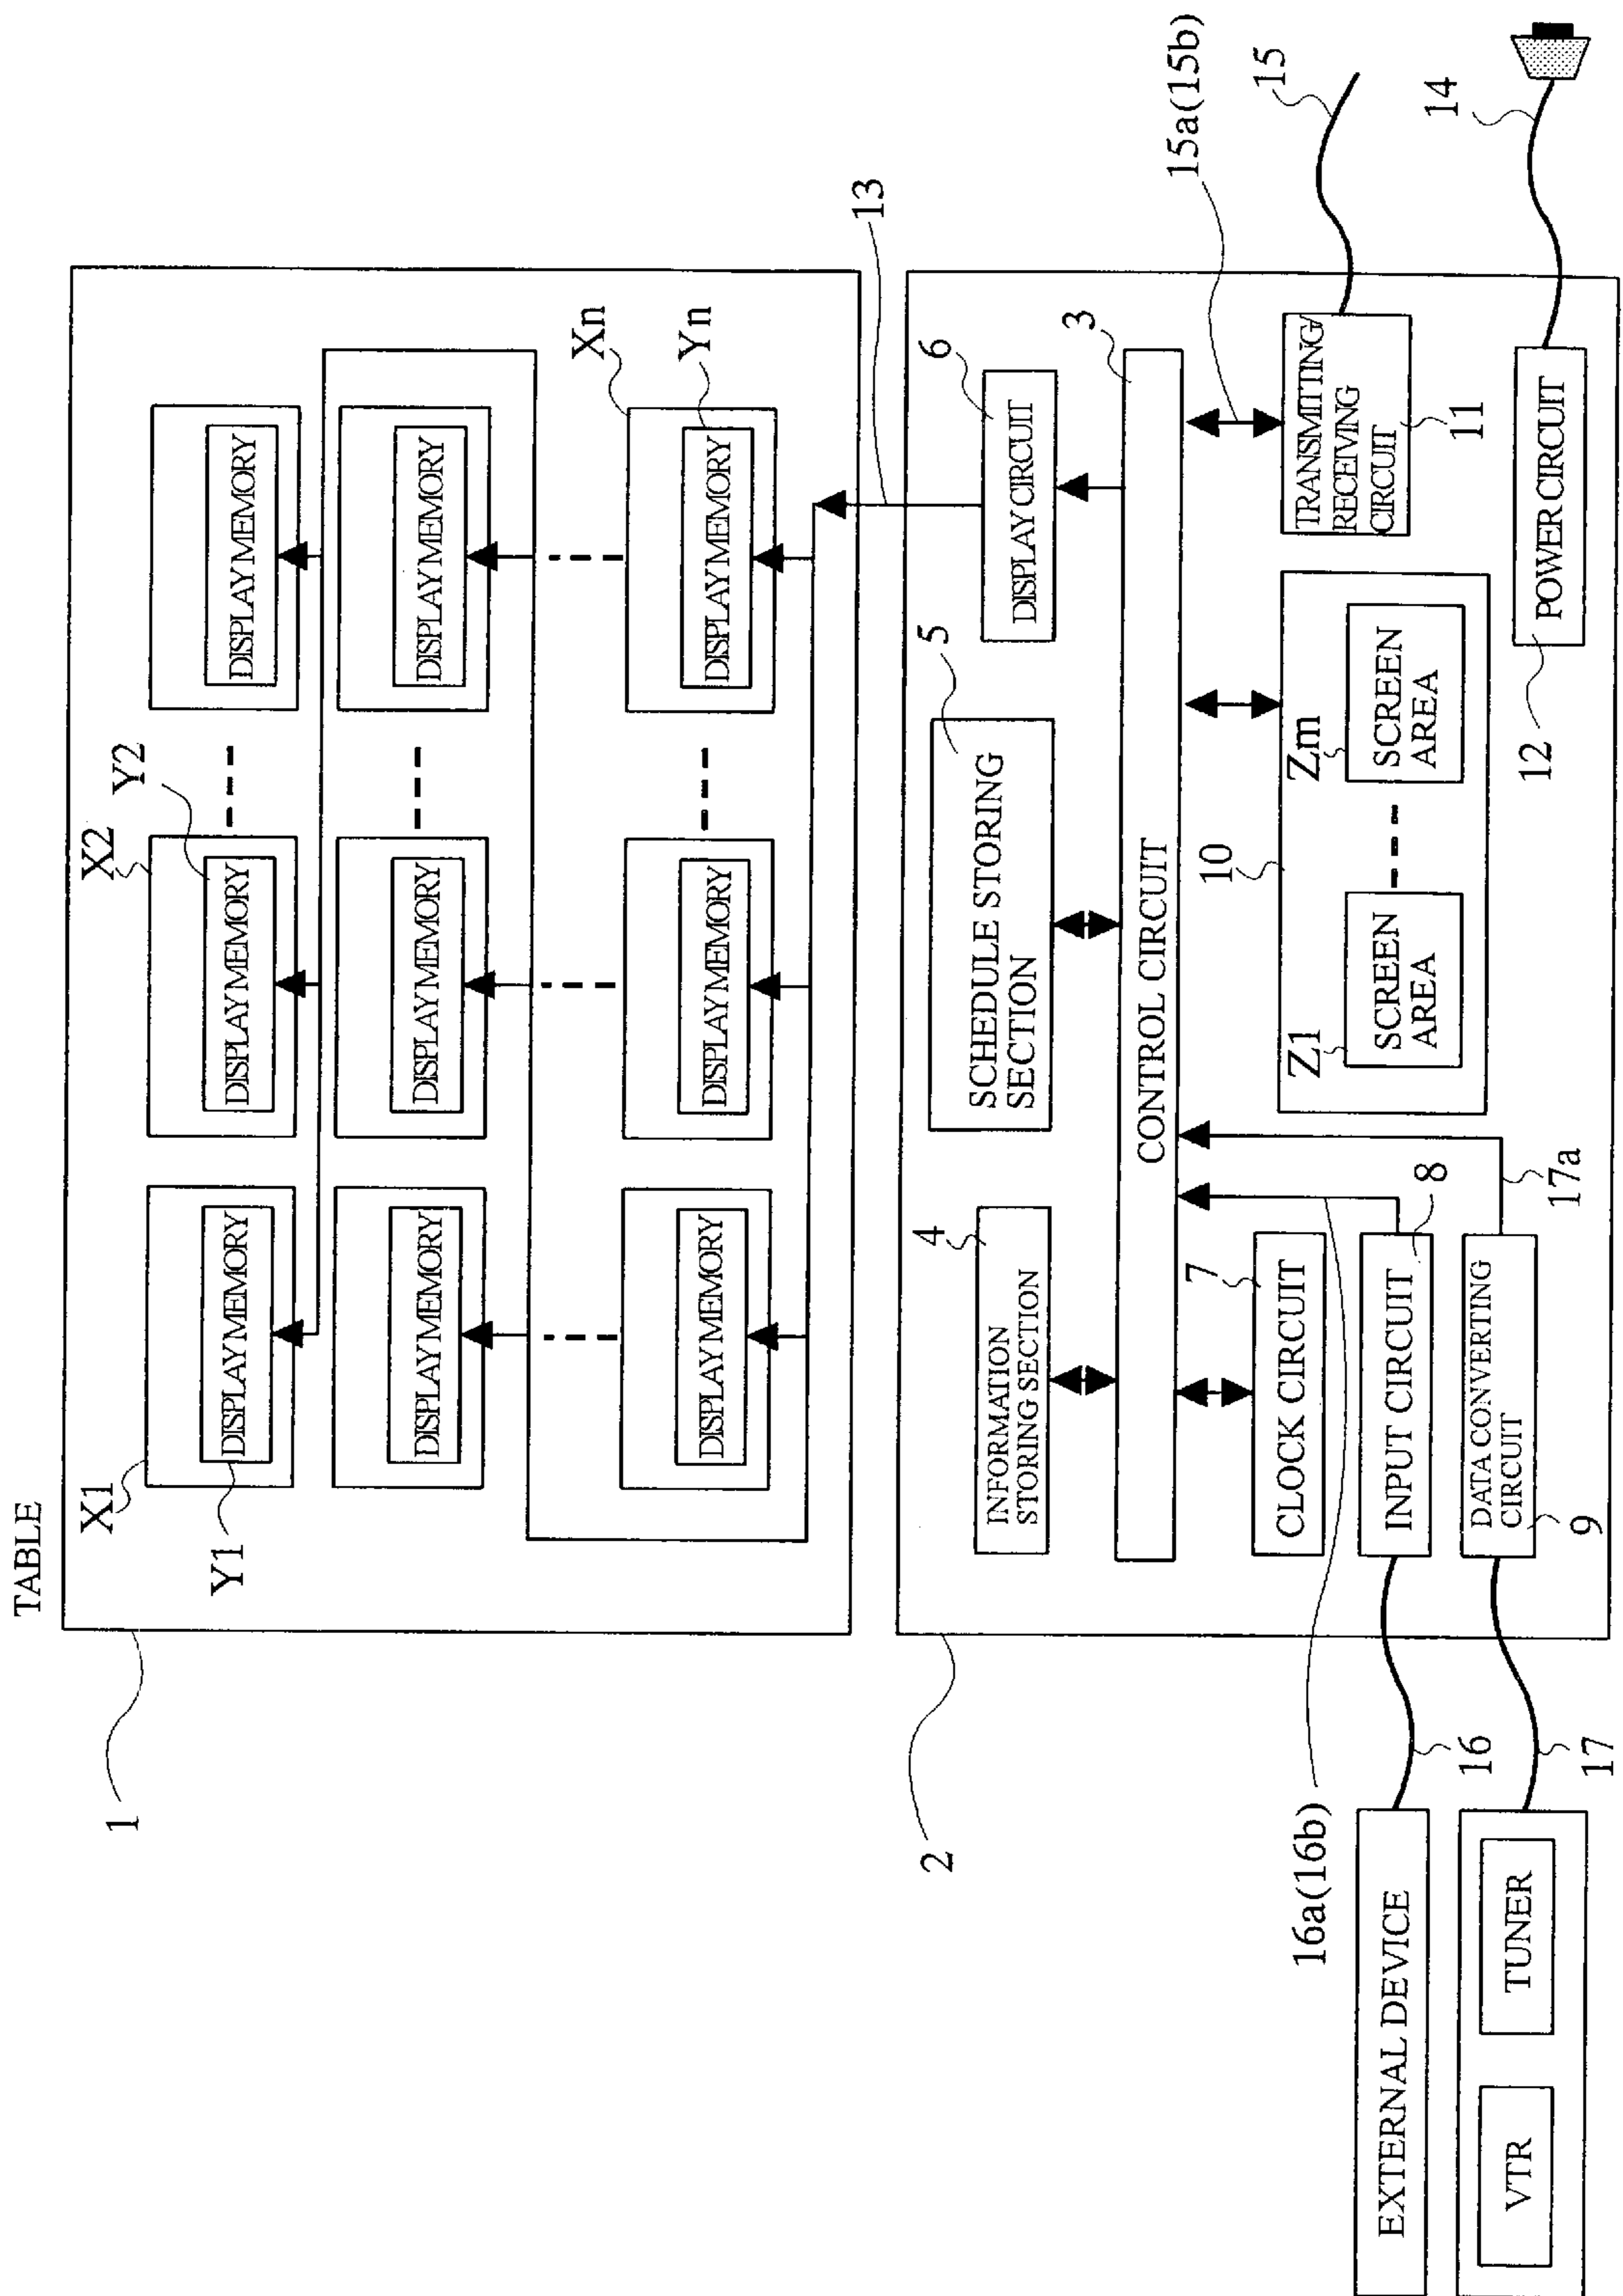 TABLE
1
X1
Y1
DISPLAY MEMORY
X2
Y2
DISPLAY MEMORY
DISPLAY MEMORY
DISPLAY MEMORY
DISPLAY MEMORY
DISPLAY MEMORY
Xn
Yn
DISPLAY MEMORY
DISPLAY MEMORY
DISPLAY MEMORY
13
2
4
INFORMATION
STORING SECTION
5
SCHEDULE STORING
SECTION
6
DISPLAY CIRCUIT
3
CONTROL CIRCUIT
15a(15b)
15
7
CLOCK CIRCUIT
INPUT CIRCUIT
8
DATA CONVERTING
CIRCUIT
9
17a
10
Z1
SCREEN
AREA
Zm
SCREEN
AREA
TRANSMITTING/
RECEIVING
CIRCUIT
11
POWER CIRCUIT
12
14
16a(16b)
16
17
EXTERNAL DEVICE
VTR
TUNER